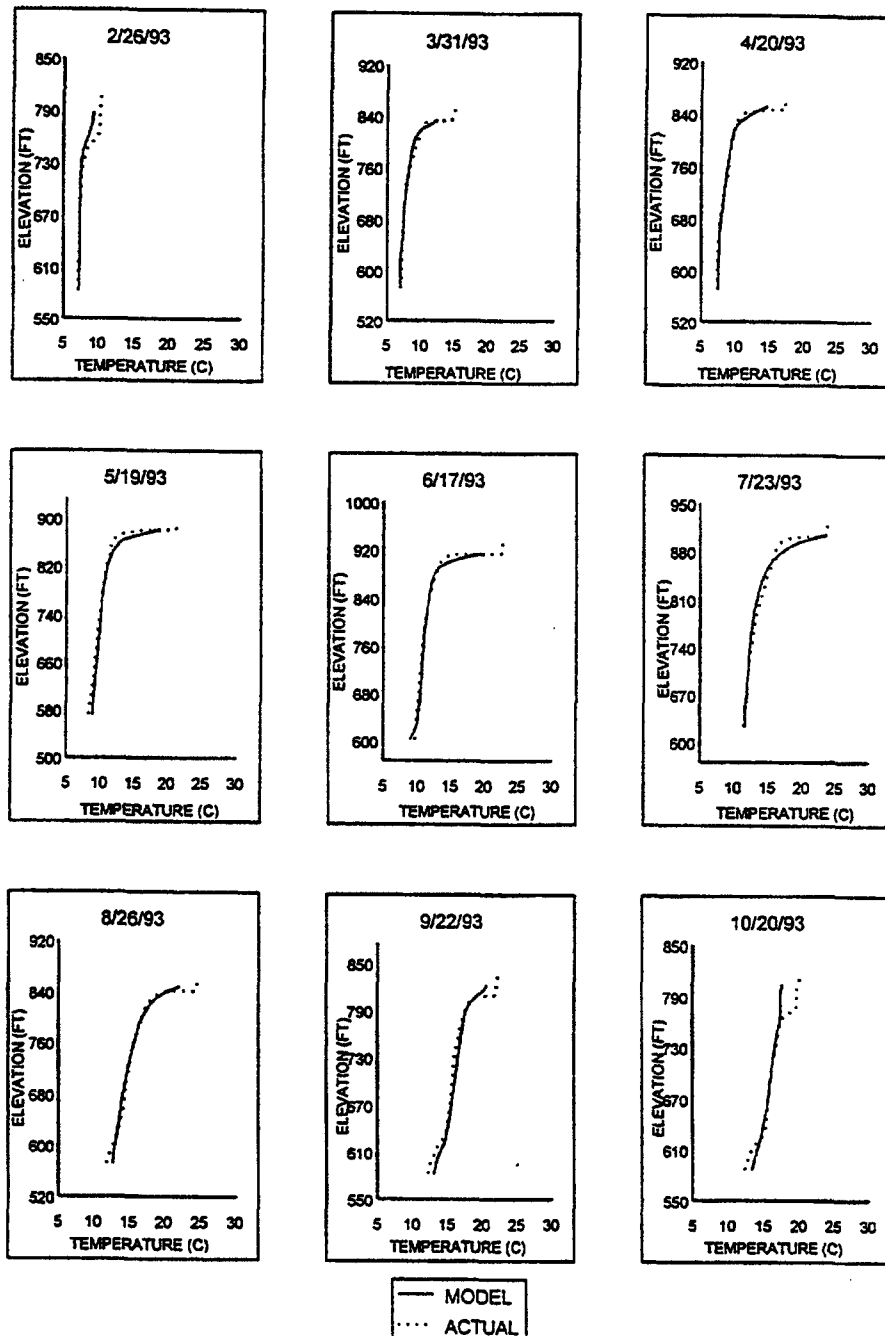 2/26/93
ELEVATION (FT)
850
790
730
670
610
550
5 10 15 20 25 30
TEMPERATURE (C)
3/31/93
ELEVATION (FT)
920
840
760
680
600
520
5 10 15 20 25 30
TEMPERATURE (C)
4/20/93
ELEVATION (FT)
920
840
760
680
600
520
5 10 15 20 25 30
TEMPERATURE (C)
5/19/93
ELEVATION (FT)
900
820
740
660
580
500
5 10 15 20 25 30
TEMPERATURE (C)
6/17/93
ELEVATION (FT)
1000
920
840
760
680
600
5 10 15 20 25 30
TEMPERATURE (C)
7/23/93
ELEVATION (FT)
950
880
810
740
670
600
5 10 15 20 25 30
TEMPERATURE (C)
8/26/93
ELEVATION (FT)
920
840
760
680
600
520
5 10 15 20 25 30
TEMPERATURE (C)
9/22/93
ELEVATION (FT)
850
790
730
670
610
550
5 10 15 20 25 30
TEMPERATURE (C)
10/20/93
ELEVATION (FT)
850
790
730
670
610
550
5 10 15 20 25 30
TEMPERATURE (C)
MODEL
ACTUAL